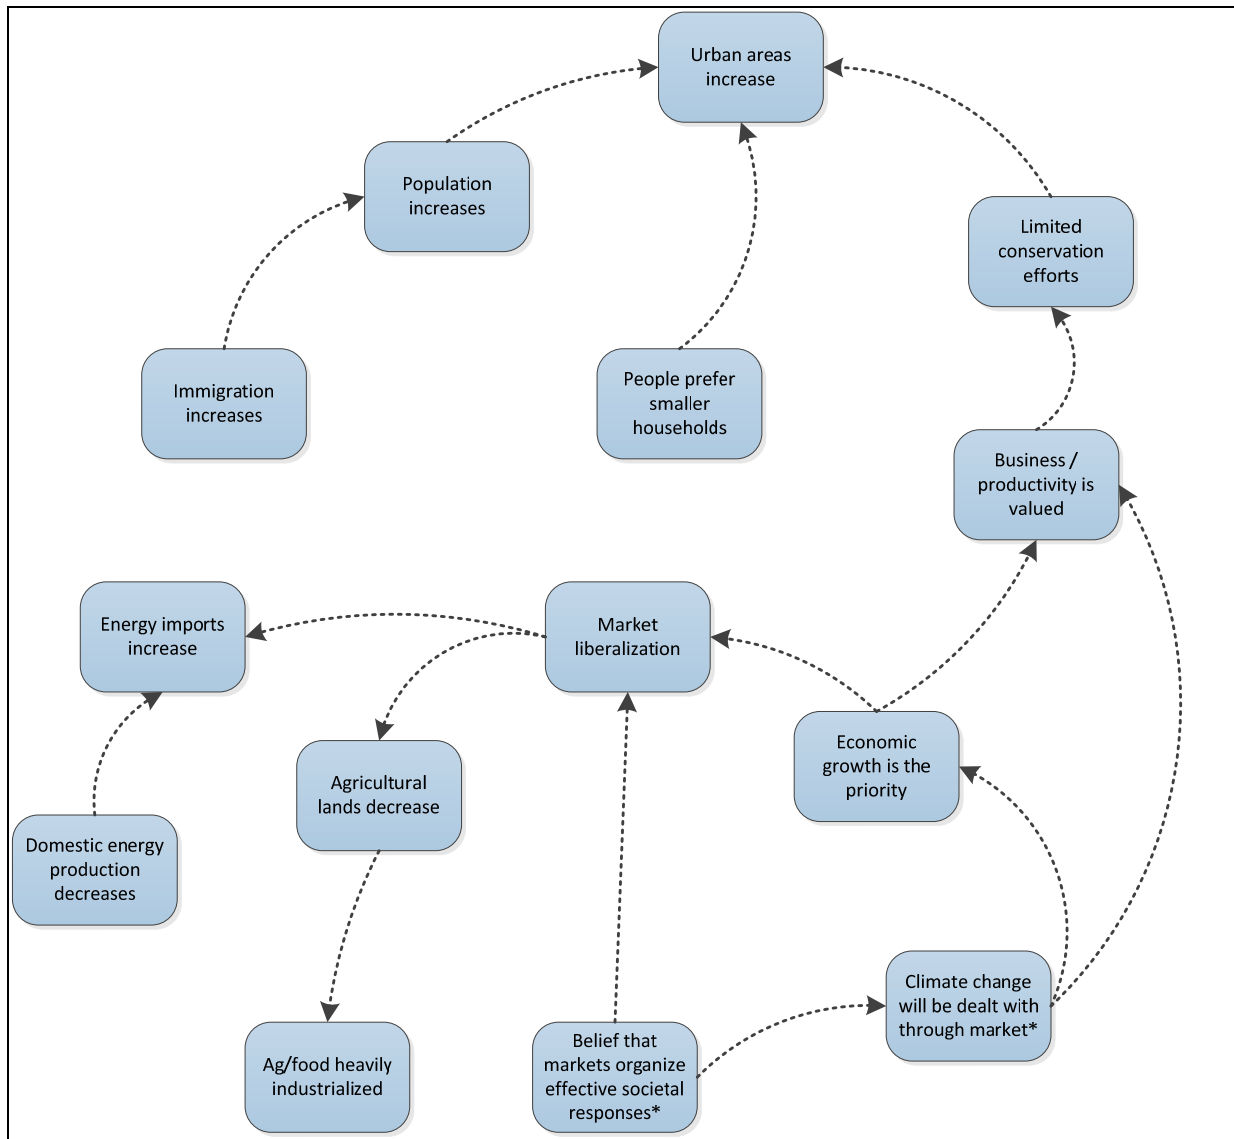 Urban areas
increase
Population
increases
Limited
conservation
efforts
Immigration
increases
People prefer
smaller
households
Business /
productivity is
valued
Energy imports
increase
Market
liberalization
Economic
growth is the
priority
Agricultural
lands decrease
Domestic energy
production
decreases
Climate change
will be dealt with
through market*
Ag/food heavily
industrialized
Belief that
markets organize
effective societal
responses*